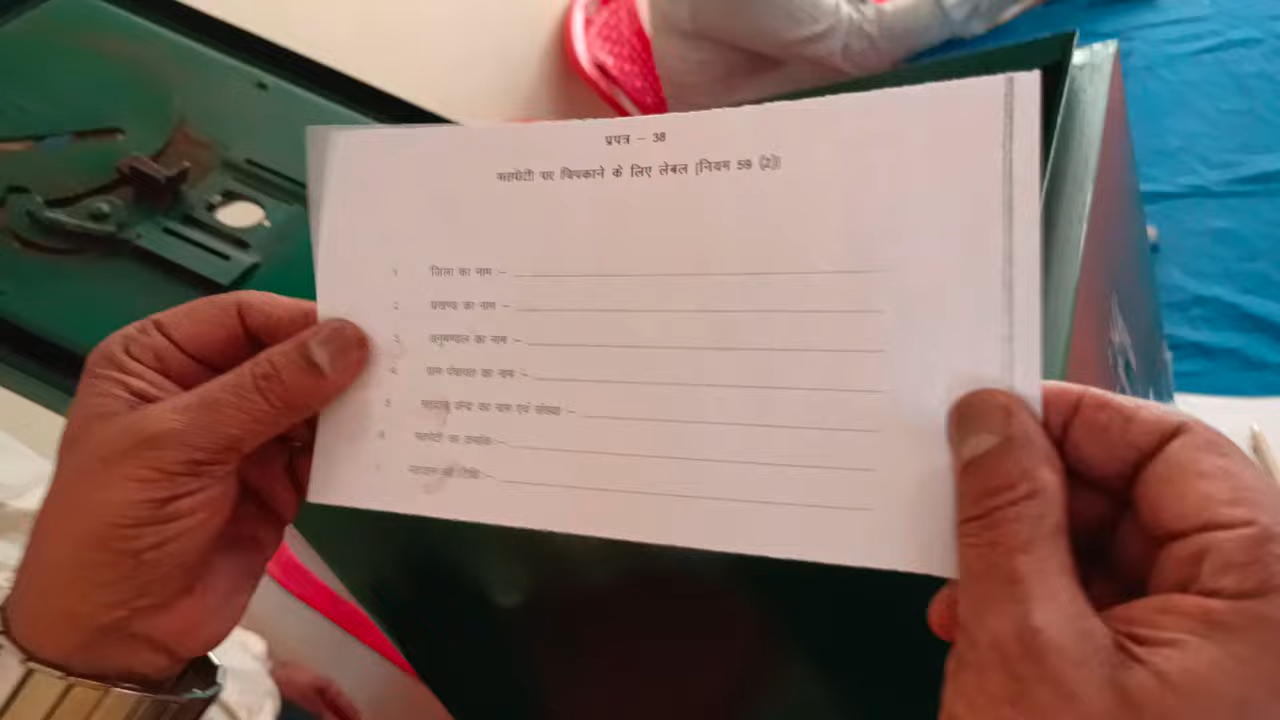 प्रपत्र – 38
मतपेटी पर चिपकाने के लिए लेबल [नियम 59 (2)]
1 जिला का नाम :–
2 प्रखण्ड का नाम :–
3 अनुमण्डल का नाम :–
4 ग्राम पंचायत का नाम :–
5 मतदान केन्द्र का नाम एवं संख्या :–
6 मतपेटी का क्रमांक :–
मतदान की तिथि :–